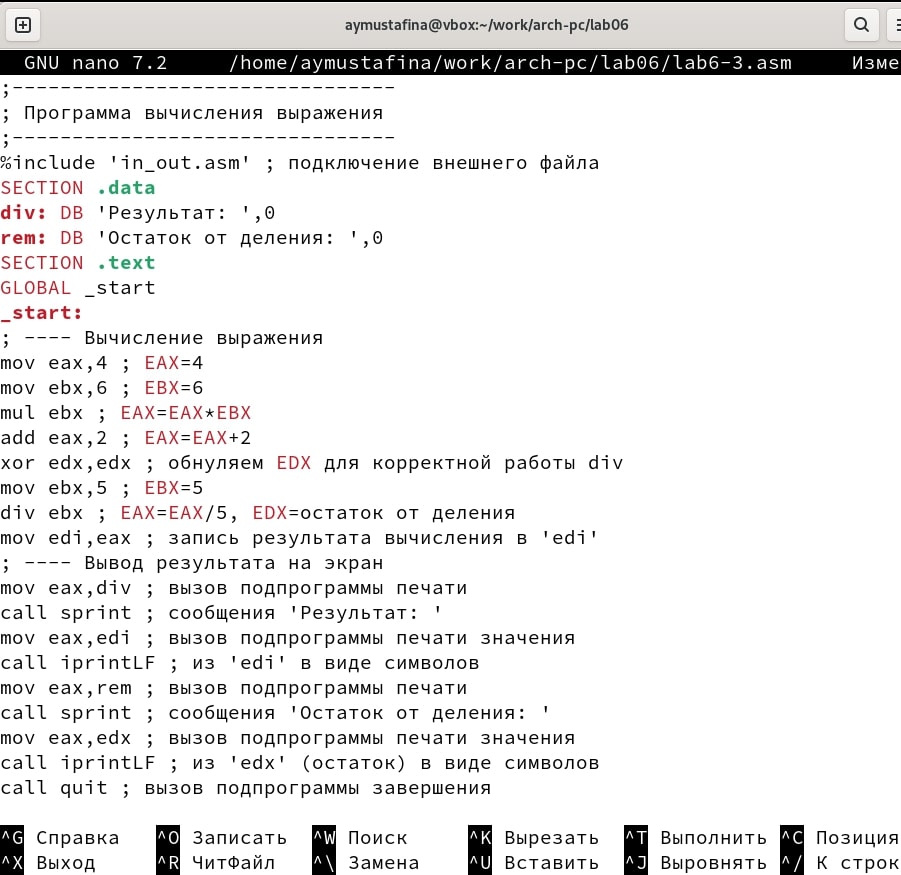 aymustafina@vbox:~/work/arch-pc/lab06
GNU nano 7.2 /home/aymustafina/work/arch-pc/lab06/lab6-3.asm Изме
;--------------------------------
; Программа вычисления выражения
;--------------------------------
%include 'in_out.asm' ; подключение внешнего файла
SECTION .data
div: DB 'Результат: ',0
rem: DB 'Остаток от деления: ',0
SECTION .text
GLOBAL _start
_start:
; ---- Вычисление выражения
mov eax,4 ; EAX=4
mov ebx,6 ; EBX=6
mul ebx ; EAX=EAX*EBX
add eax,2 ; EAX=EAX+2
xor edx,edx ; обнуляем EDX для корректной работы div
mov ebx,5 ; EBX=5
div ebx ; EAX=EAX/5, EDX=остаток от деления
mov edi,eax ; запись результата вычисления в 'edi'
; ---- Вывод результата на экран
mov eax,div ; вызов подпрограммы печати
call sprint ; сообщения 'Результат: '
mov eax,edi ; вызов подпрограммы печати значения
call iprintLF ; из 'edi' в виде символов
mov eax,rem ; вызов подпрограммы печати
call sprint ; сообщения 'Остаток от деления: '
mov eax,edx ; вызов подпрограммы печати значения
call iprintLF ; из 'edx' (остаток) в виде символов
call quit ; вызов подпрограммы завершения
^G Справка ^O Записать ^W Поиск ^K Вырезать ^T Выполнить ^C Позиция
^X Выход ^R ЧитФайл ^\ Замена ^U Вставить ^J Выровнять ^/ К строк